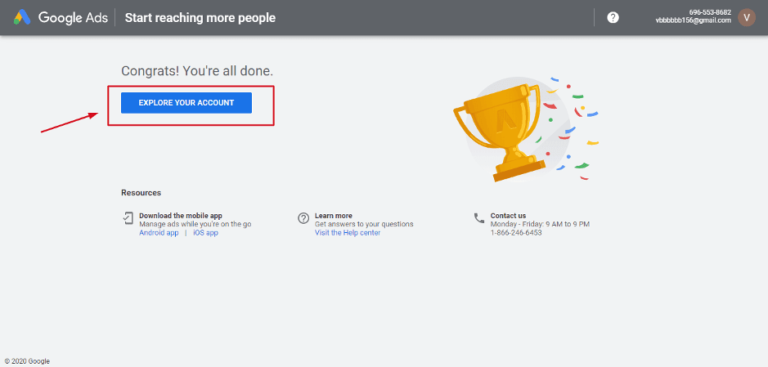 Google Ads
Start reaching more people
696-553-8682
vbbbbbb156@gmail.com
V
Congrats! You're all done.
EXPLORE YOUR ACCOUNT
Resources
Download the mobile app
Manage ads while you're on the go
Android app | iOS app
Learn more
Get answers to your questions
Visit the Help center
Contact us
Monday - Friday: 9 AM to 9 PM
1-866-246-6453
© 2020 Google